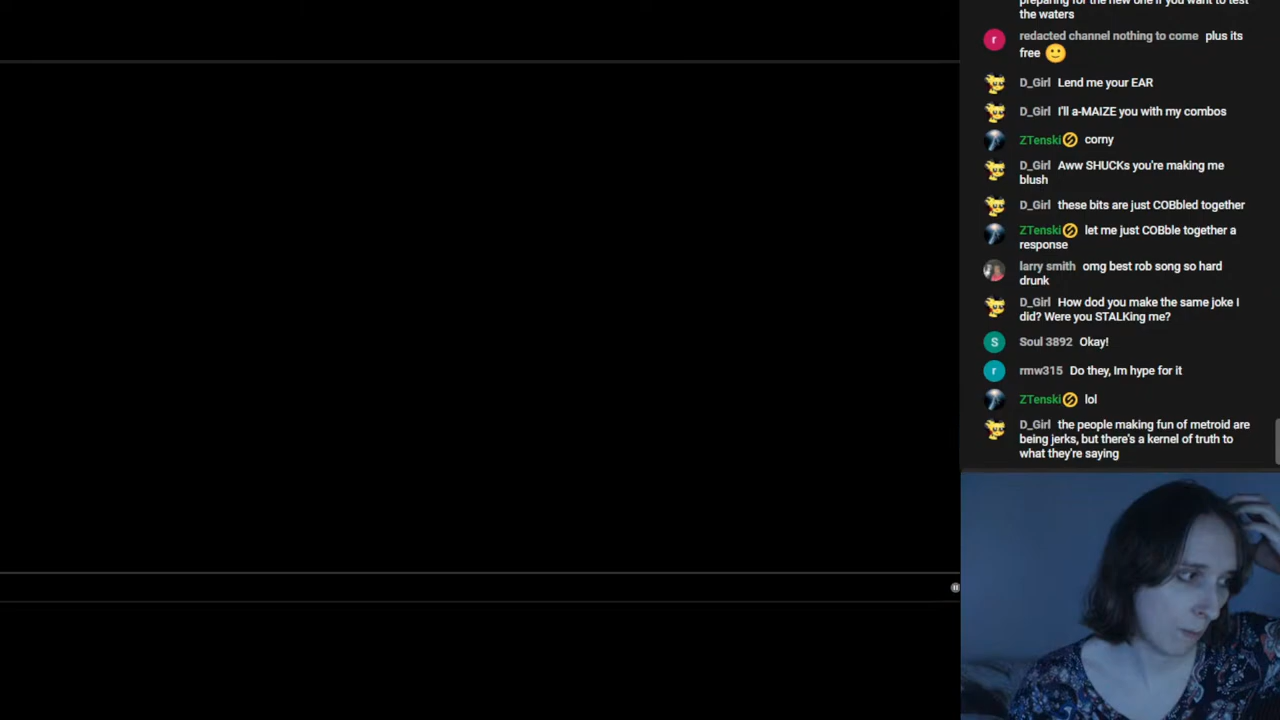 preparing for the new one if you want to test
the waters
r
redacted channel nothing to come plus its
free
D_Girl Lend me your EAR
D_Girl I'll a-MAIZE you with my combos
ZTenski corny
D_Girl Aww SHUCKs you're making me
blush
D_Girl these bits are just COBbled together
ZTenski let me just COBble together a
response
larry smith omg best rob song so hard
drunk
D_Girl How dod you make the same joke I
did? Were you STALKing me?
S
Soul 3892 Okay!
r
rmw315 Do they, Im hype for it
ZTenski lol
D_Girl the people making fun of metroid are
being jerks, but there's a kernel of truth to
what they're saying